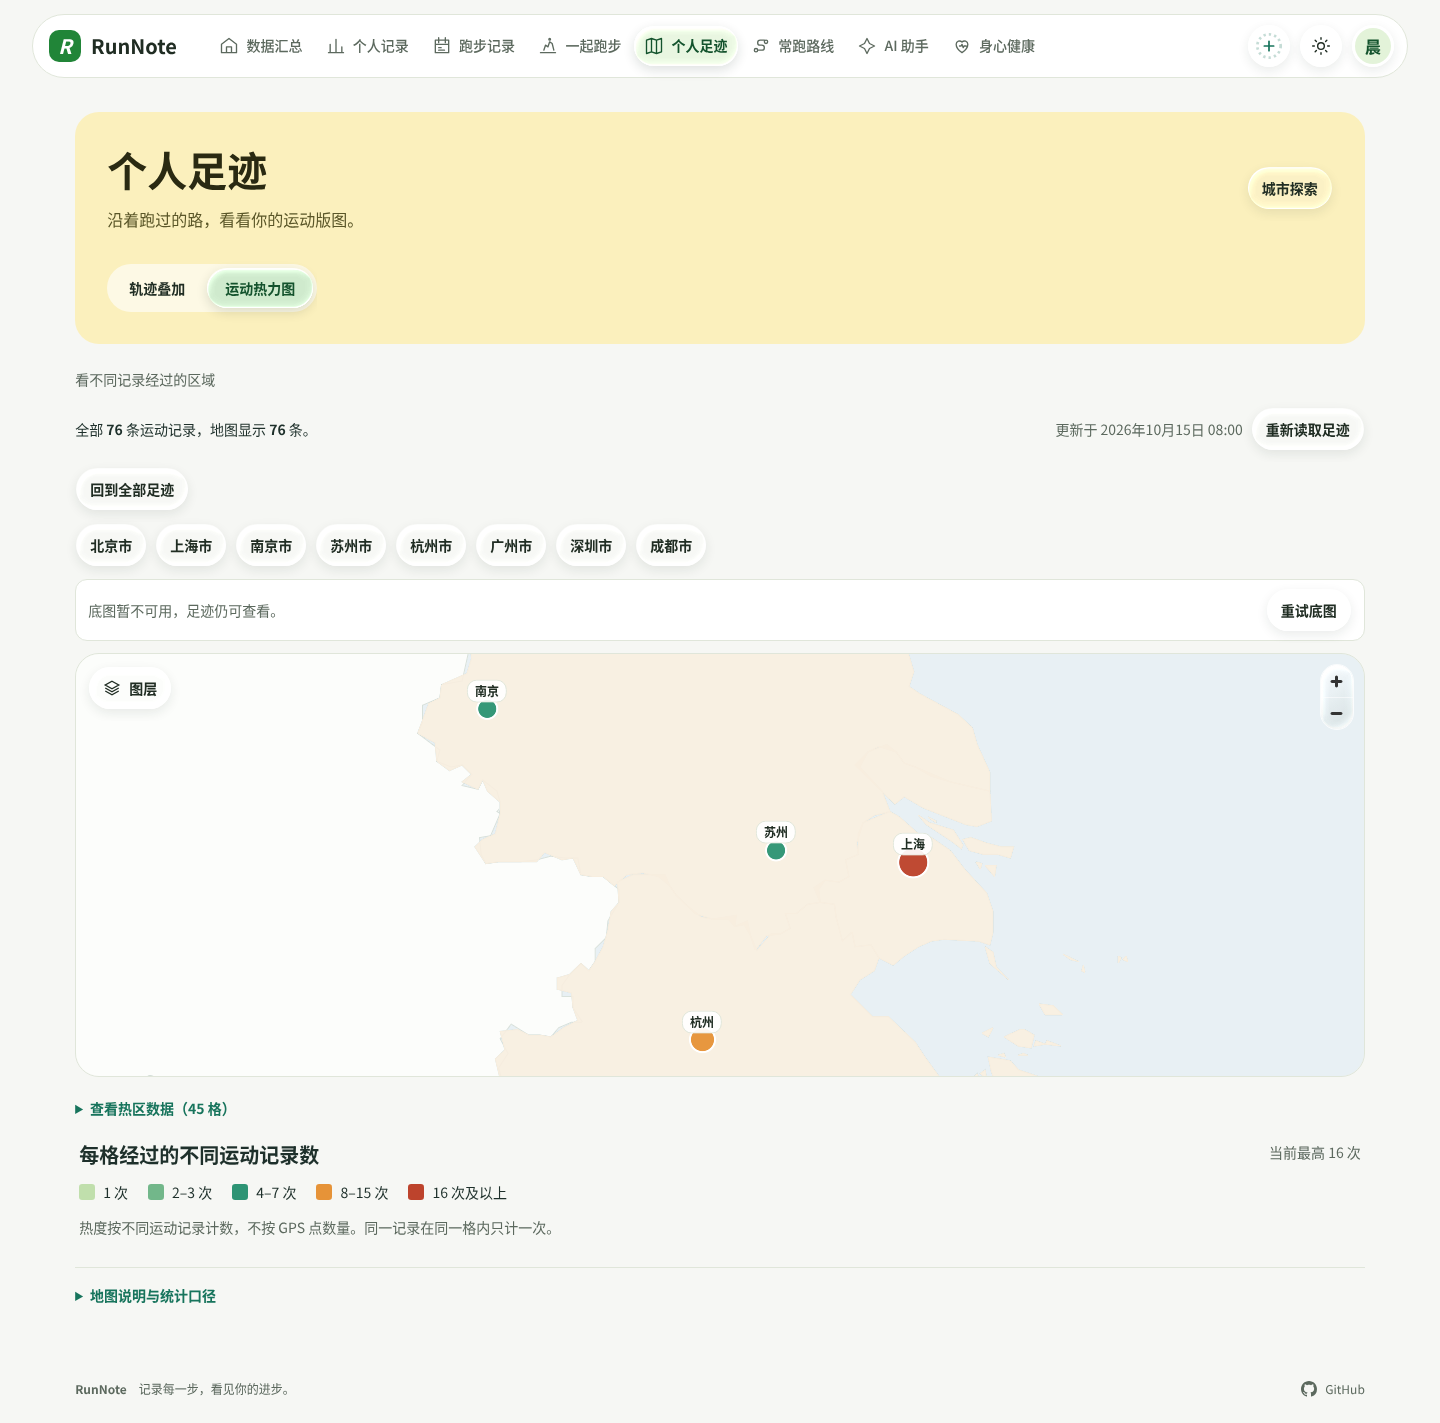 R RunNote 数据汇总 个人记录 跑步记录 一起跑步 个人足迹 常跑路线 AI 助手 身心健康 晨
个人足迹
沿着跑过的路，看看你的运动版图。
城市探索
轨迹叠加 运动热力图
看不同记录经过的区域
全部 76 条运动记录，地图显示 76 条。
更新于 2026年10月15日 08:00 重新读取足迹
回到全部足迹
北京市 上海市 南京市 苏州市 杭州市 广州市 深圳市 成都市
底图暂不可用，足迹仍可查看。 重试底图
图层
南京
苏州
上海
杭州
查看热区数据（45 格）
每格经过的不同运动记录数 当前最高 16 次
1 次 2–3 次 4–7 次 8–15 次 16 次及以上
热度按不同运动记录计数，不按 GPS 点数量。同一记录在同一格内只计一次。
地图说明与统计口径
RunNote 记录每一步，看见你的进步。 GitHub